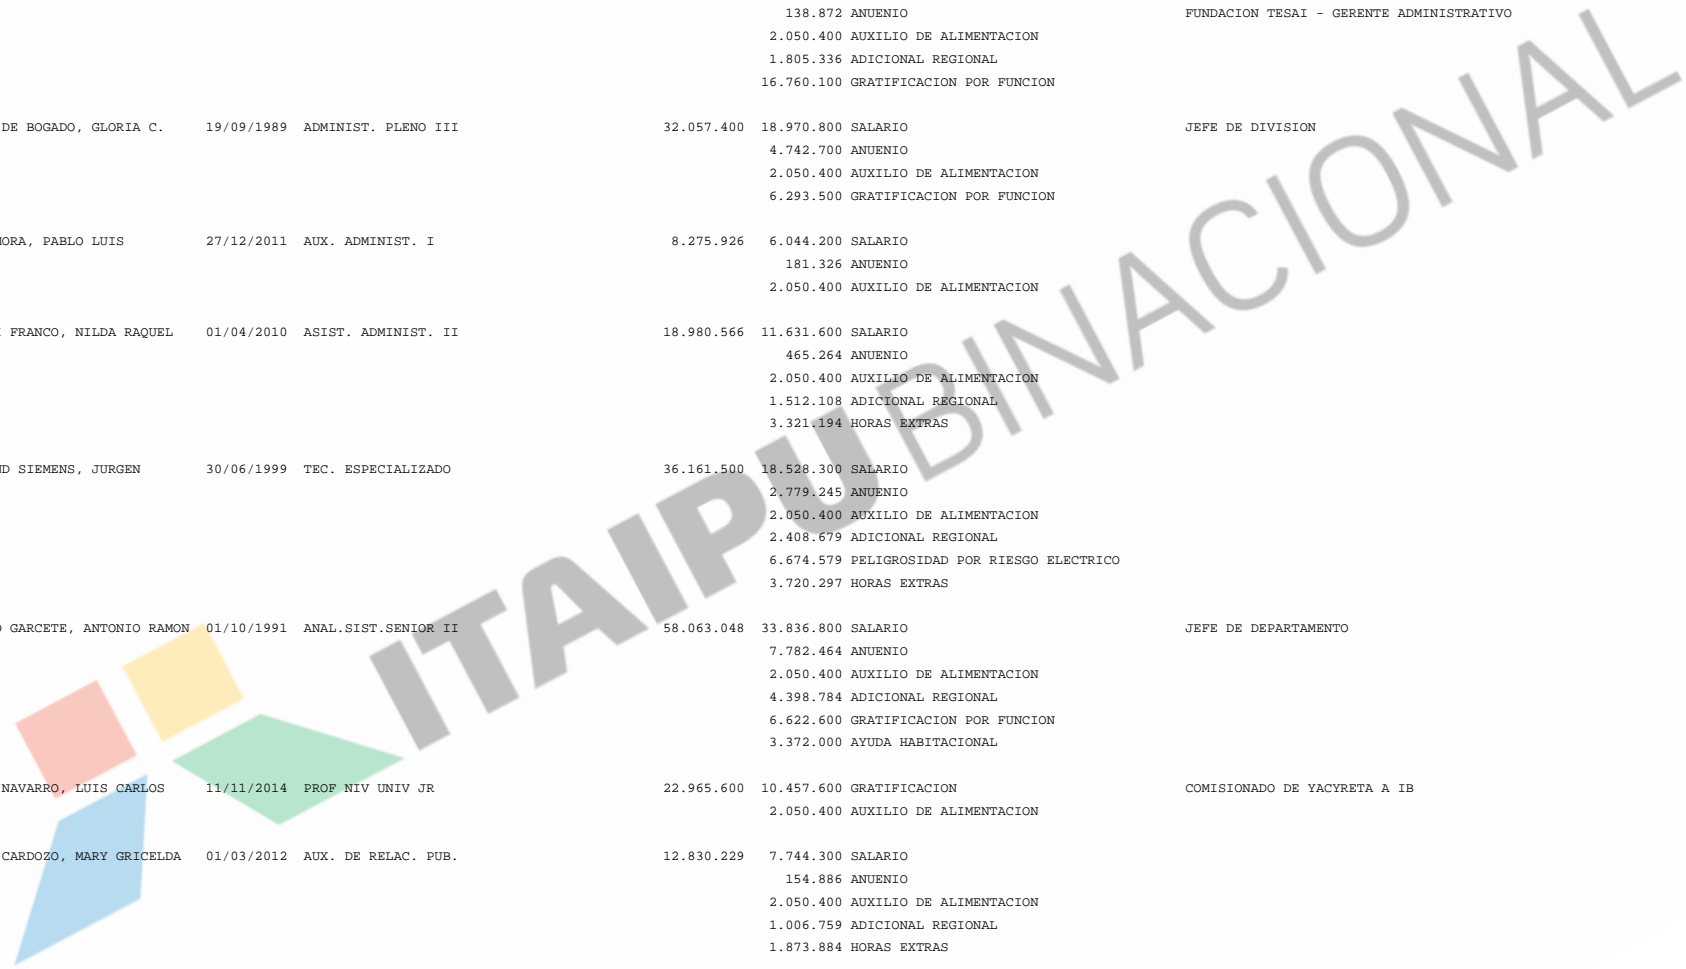 138.872 ANUENIO FUNDACION TESAI - GERENTE ADMINISTRATIVO
2.050.400 AUXILIO DE ALIMENTACION
1.805.336 ADICIONAL REGIONAL
16.760.100 GRATIFICACION POR FUNCION
DE BOGADO, GLORIA C. 19/09/1989 ADMINIST. PLENO III 32.057.400 18.970.800 SALARIO JEFE DE DIVISION
4.742.700 ANUENIO
2.050.400 AUXILIO DE ALIMENTACION
6.293.500 GRATIFICACION POR FUNCION
MORA, PABLO LUIS 27/12/2011 AUX. ADMINIST. I 8.275.926 6.044.200 SALARIO
181.326 ANUENIO
2.050.400 AUXILIO DE ALIMENTACION
FRANCO, NILDA RAQUEL 01/04/2010 ASIST. ADMINIST. II 18.980.566 11.631.600 SALARIO
465.264 ANUENIO
2.050.400 AUXILIO DE ALIMENTACION
1.512.108 ADICIONAL REGIONAL
3.321.194 HORAS EXTRAS
ND SIEMENS, JURGEN 30/06/1999 TEC. ESPECIALIZADO 36.161.500 18.528.300 SALARIO
2.779.245 ANUENIO
2.050.400 AUXILIO DE ALIMENTACION
2.408.679 ADICIONAL REGIONAL
6.674.579 PELIGROSIDAD POR RIESGO ELECTRICO
3.720.297 HORAS EXTRAS
O GARCETE, ANTONIO RAMON 01/10/1991 ANAL.SIST.SENIOR II 58.063.048 33.836.800 SALARIO JEFE DE DEPARTAMENTO
7.782.464 ANUENIO
2.050.400 AUXILIO DE ALIMENTACION
4.398.784 ADICIONAL REGIONAL
6.622.600 GRATIFICACION POR FUNCION
3.372.000 AYUDA HABITACIONAL
NAVARRO, LUIS CARLOS 11/11/2014 PROF NIV UNIV JR 22.965.600 10.457.600 GRATIFICACION COMISIONADO DE YACYRETA A IB
2.050.400 AUXILIO DE ALIMENTACION
CARDOZO, MARY GRICELDA 01/03/2012 AUX. DE RELAC. PUB. 12.830.229 7.744.300 SALARIO
154.886 ANUENIO
2.050.400 AUXILIO DE ALIMENTACION
1.006.759 ADICIONAL REGIONAL
1.873.884 HORAS EXTRAS
ITAIPU BINACIONAL